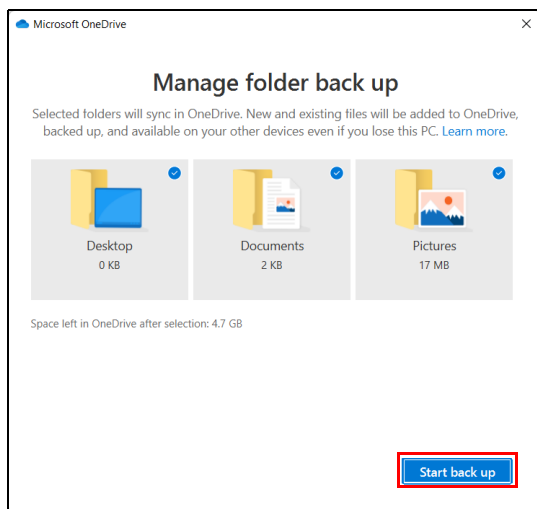 Microsoft OneDrive
Manage folder back up
Selected folders will sync in OneDrive. New and existing files will be added to OneDrive,
backed up, and available on your other devices even if you lose this PC. Learn more.
Desktop
0 KB
Documents
2 KB
Pictures
17 MB
Space left in OneDrive after selection: 4.7 GB
Start back up